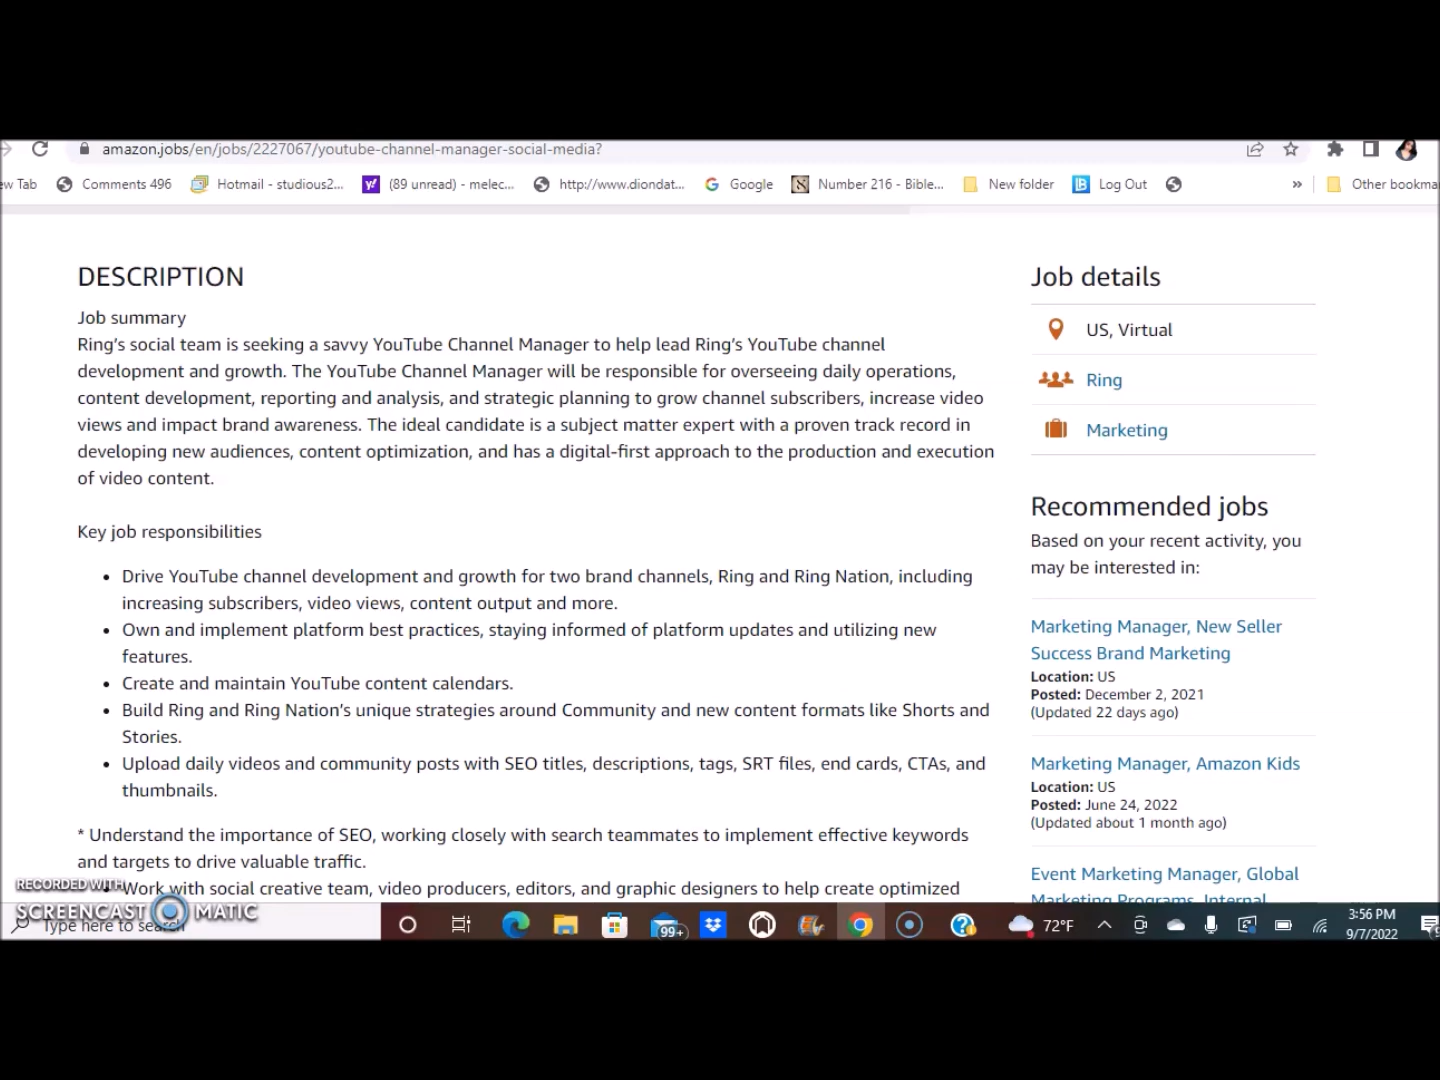 amazon.jobs/en/jobs/2227067/youtube-channel-manager-social-media?
ew Tab Comments 496 Hotmail - studious2... (89 unread) - melec... http://www.diondat... Google Number 216 - Bible... New folder Log Out » Other bookma
DESCRIPTION
Job summary
Ring’s social team is seeking a savvy YouTube Channel Manager to help lead Ring’s YouTube channel
development and growth. The YouTube Channel Manager will be responsible for overseeing daily operations,
content development, reporting and analysis, and strategic planning to grow channel subscribers, increase video
views and impact brand awareness. The ideal candidate is a subject matter expert with a proven track record in
developing new audiences, content optimization, and has a digital-first approach to the production and execution
of video content.
Key job responsibilities
• Drive YouTube channel development and growth for two brand channels, Ring and Ring Nation, including
increasing subscribers, video views, content output and more.
• Own and implement platform best practices, staying informed of platform updates and utilizing new
features.
• Create and maintain YouTube content calendars.
• Build Ring and Ring Nation’s unique strategies around Community and new content formats like Shorts and
Stories.
• Upload daily videos and community posts with SEO titles, descriptions, tags, SRT files, end cards, CTAs, and
thumbnails.
* Understand the importance of SEO, working closely with search teammates to implement effective keywords
and targets to drive valuable traffic.
• Work with social creative team, video producers, editors, and graphic designers to help create optimized
Job details
US, Virtual
Ring
Marketing
Recommended jobs
Based on your recent activity, you
may be interested in:
Marketing Manager, New Seller
Success Brand Marketing
Location: US
Posted: December 2, 2021
(Updated 22 days ago)
Marketing Manager, Amazon Kids
Location: US
Posted: June 24, 2022
(Updated about 1 month ago)
Event Marketing Manager, Global
Marketing Programs, Internal
RECORDED WITH
SCREENCAST MATIC
Type here to search
99+
72°F
3:56 PM
9/7/2022